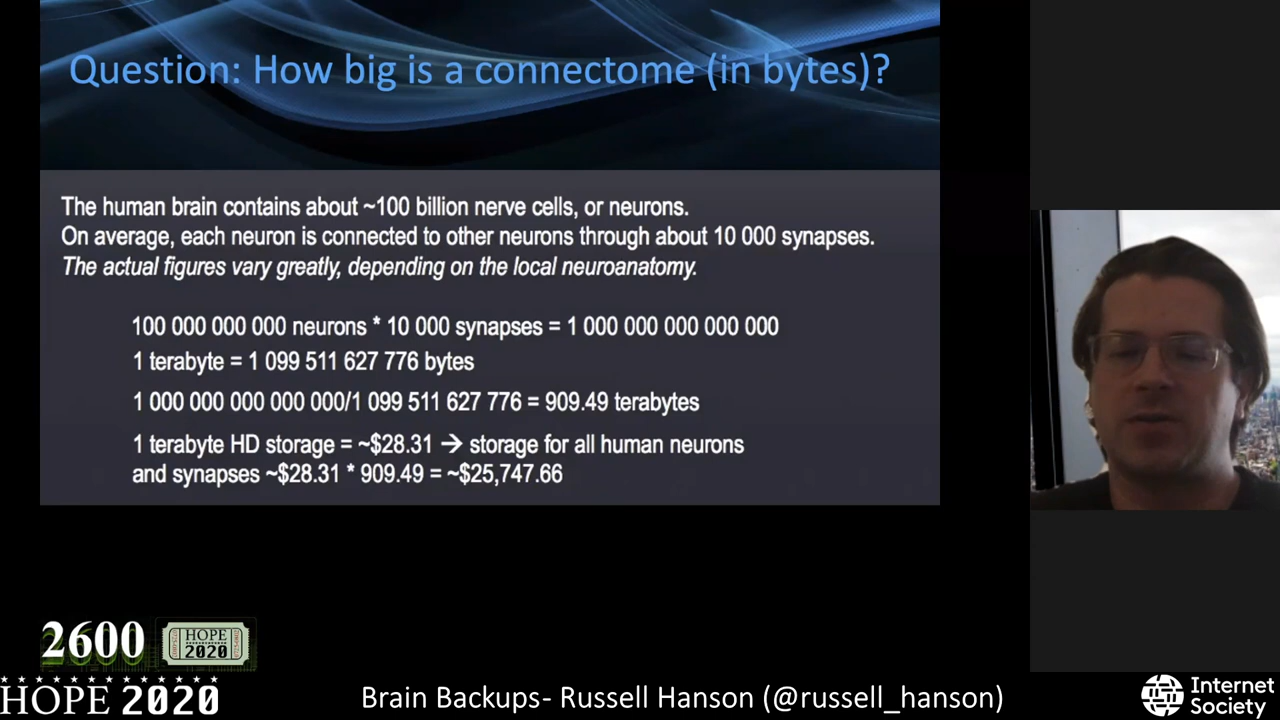 Question: How big is a connectome (in bytes)?
The human brain contains about ~100 billion nerve cells, or neurons.
On average, each neuron is connected to other neurons through about 10 000 synapses.
The actual figures vary greatly, depending on the local neuroanatomy.
100 000 000 000 neurons * 10 000 synapses = 1 000 000 000 000 000
1 terabyte = 1 099 511 627 776 bytes
1 000 000 000 000 000/1 099 511 627 776 = 909.49 terabytes
1 terabyte HD storage = ~$28.31 → storage for all human neurons
and synapses ~$28.31 * 909.49 = ~$25,747.66
2600
HOPE
2020
HOPE 2020
Brain Backups- Russell Hanson (@russell_hanson)
Internet
Society